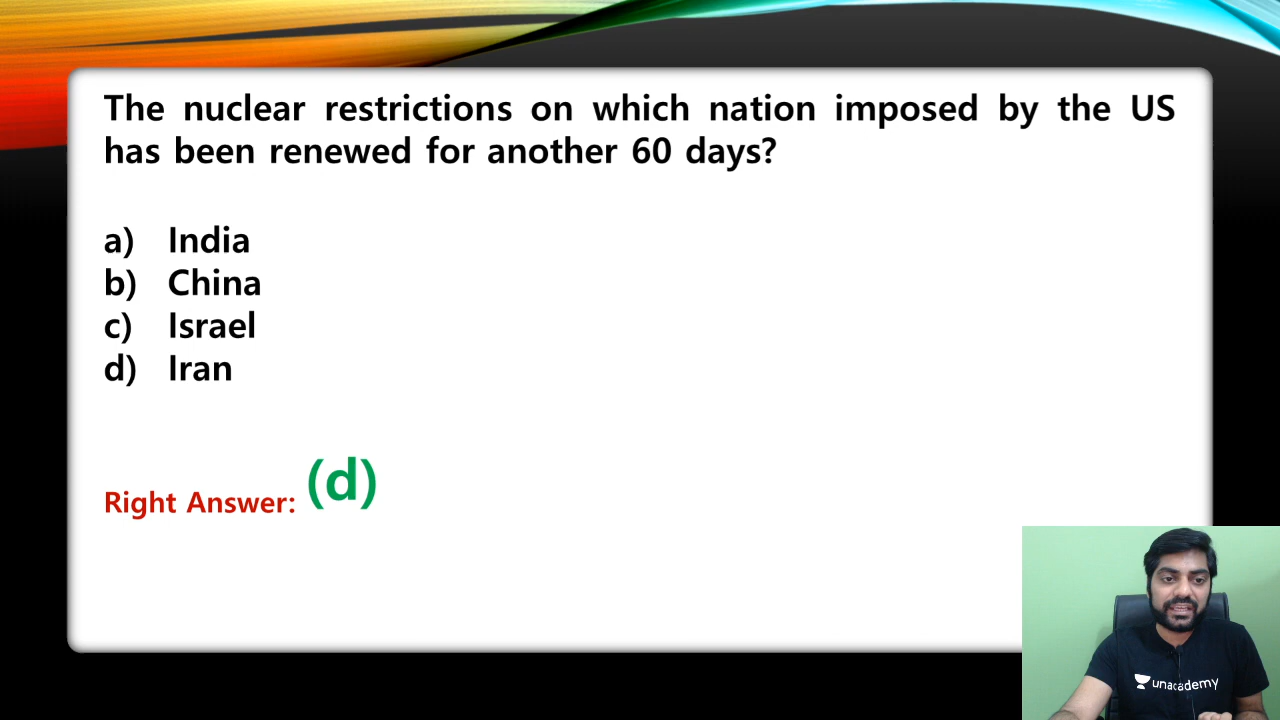 The nuclear restrictions on which nation imposed by the US
has been renewed for another 60 days?
a) India
b) China
c) Israel
d) Iran
Right Answer: (d)
unacademy